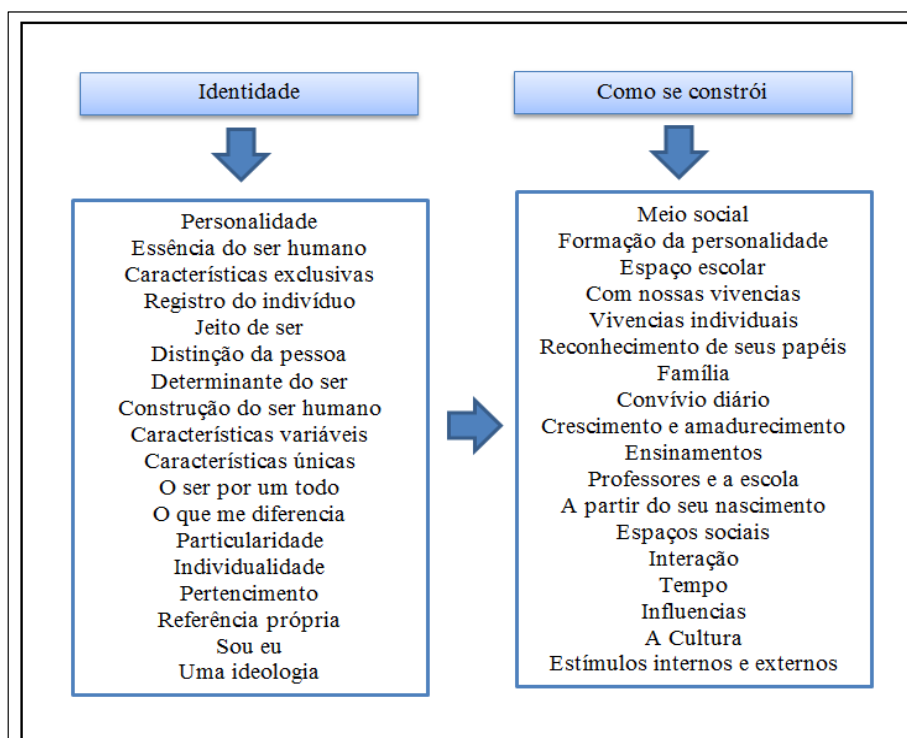 Identidade
Personalidade
Essência do ser humano
Características exclusivas
Registro do indivíduo
Jeito de ser
Distinção da pessoa
Determinante do ser
Construção do ser humano
Características variáveis
Características únicas
O ser por um todo
O que me diferencia
Particularidade
Individualidade
Pertencimento
Referência própria
Sou eu
Uma ideologia
Como se constrói
Meio social
Formação da personalidade
Espaço escolar
Com nossas vivencias
Vivencias individuais
Reconhecimento de seus papéis
Família
Convívio diário
Crescimento e amadurecimento
Ensinamentos
Professores e a escola
A partir do seu nascimento
Espaços sociais
Interação
Tempo
Influencias
A Cultura
Estímulos internos e externos